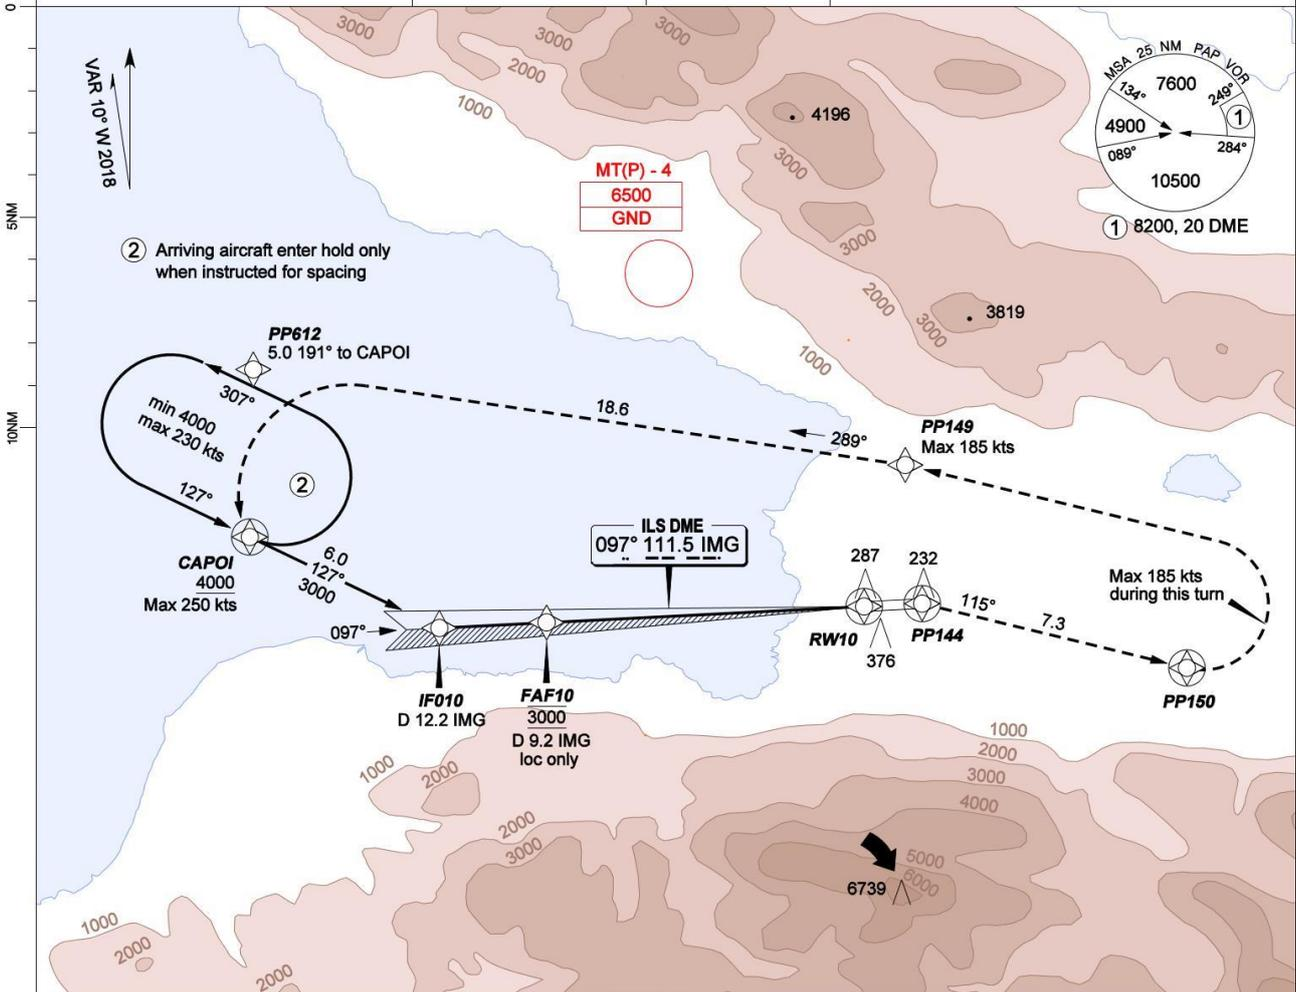 0
5NM
10NM
VAR 10° W 2018
3000
3000
3000
2000
1000
4196
3000
MSA 25 NM PAP VOR
7600
134°
249°
1
4900
089°
284°
10500
1 8200, 20 DME
MT(P) - 4
6500
GND
3000
2000
3000
3819
1000
2 Arriving aircraft enter hold only
when instructed for spacing
PP612
5.0 191° to CAPOI
307°
min 4000
max 230 kts
127°
2
18.6
289°
PP149
Max 185 kts
CAPOI
4000
Max 250 kts
6.0
127°
3000
097°
ILS DME
097° 111.5 IMG
287
232
RW10
376
PP144
115°
7.3
Max 185 kts
during this turn
PP150
IF010
D 12.2 IMG
FAF10
3000
D 9.2 IMG
loc only
1000
2000
3000
4000
1000
2000
2000
3000
5000
6000
6739
1000
2000
2000